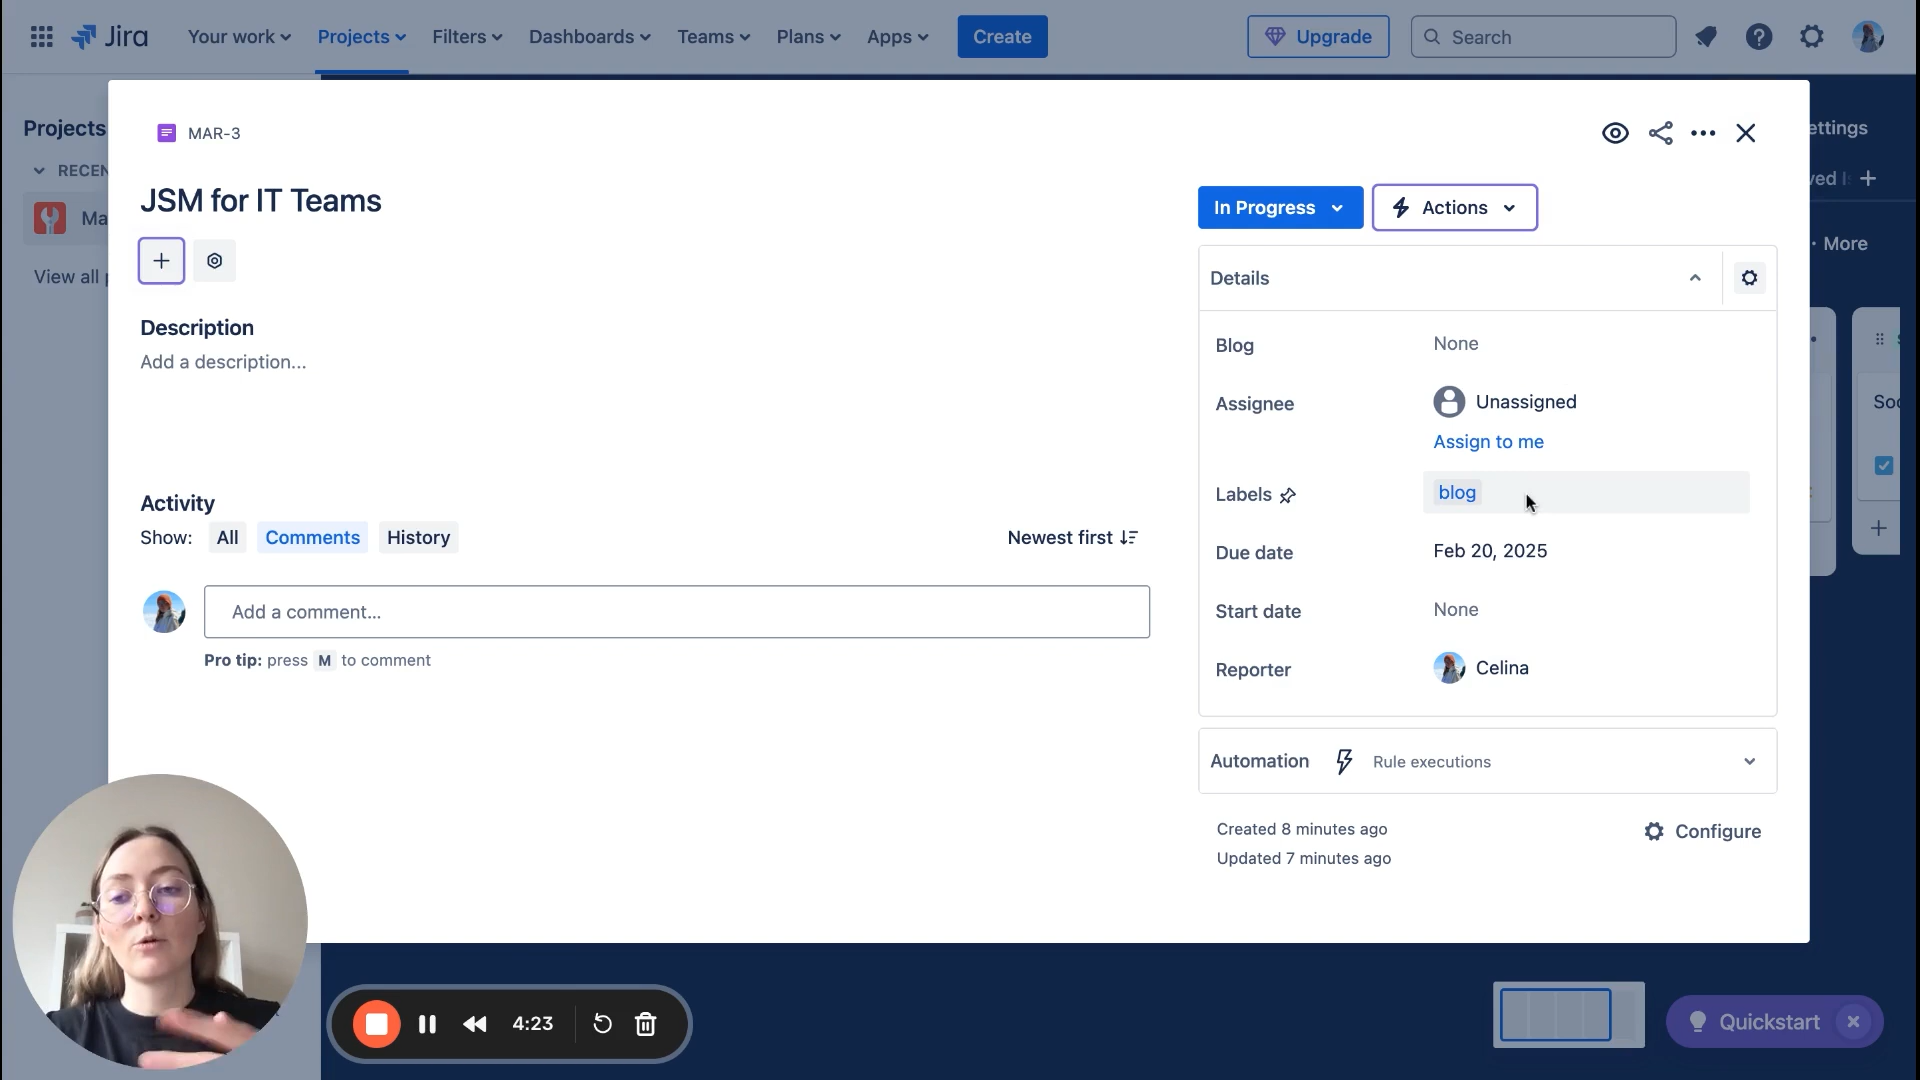 Jira
Your work
Projects
Filters
Dashboards
Teams
Plans
Apps
Create
Upgrade
Search
Projects
RECEN
Ma
View all
MAR-3
JSM for IT Teams
Description
Add a description...
Activity
Show:
All
Comments
History
Newest first
Add a comment...
Pro tip: press M to comment
In Progress
Actions
Details
Blog
None
Assignee
Unassigned
Assign to me
Labels
blog
Due date
Feb 20, 2025
Start date
None
Reporter
Celina
Automation
Rule executions
Created 8 minutes ago
Updated 7 minutes ago
Configure
ettings
ved
More
Soc
4:23
Quickstart